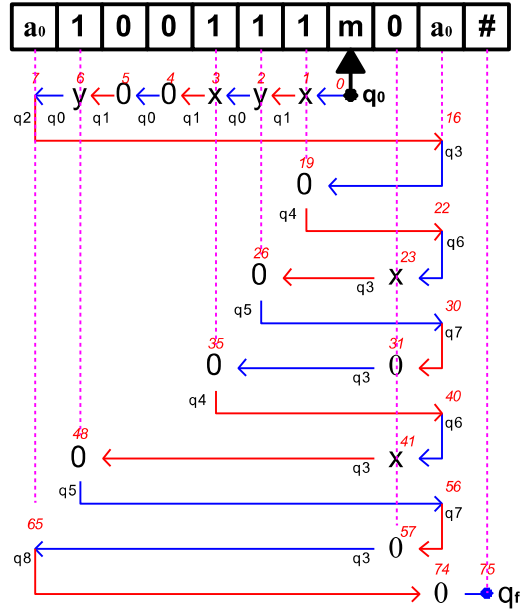 a₀ 1 0 0 1 1 1 m 0 a₀ #
7 6 5 4 3 2 1 0
y 0 0 x y x q₀
q2 q0 q1 q0 q1 q0 q1
16
q3
19
0
q4
22
q6
26 23
0 x
q3
q5
30
q7
35 31
0 0
q3
q4
40
q6
48 41
0 x
q3
q5
56
q7
65 57
0
q8 q3
74 75
0 qf